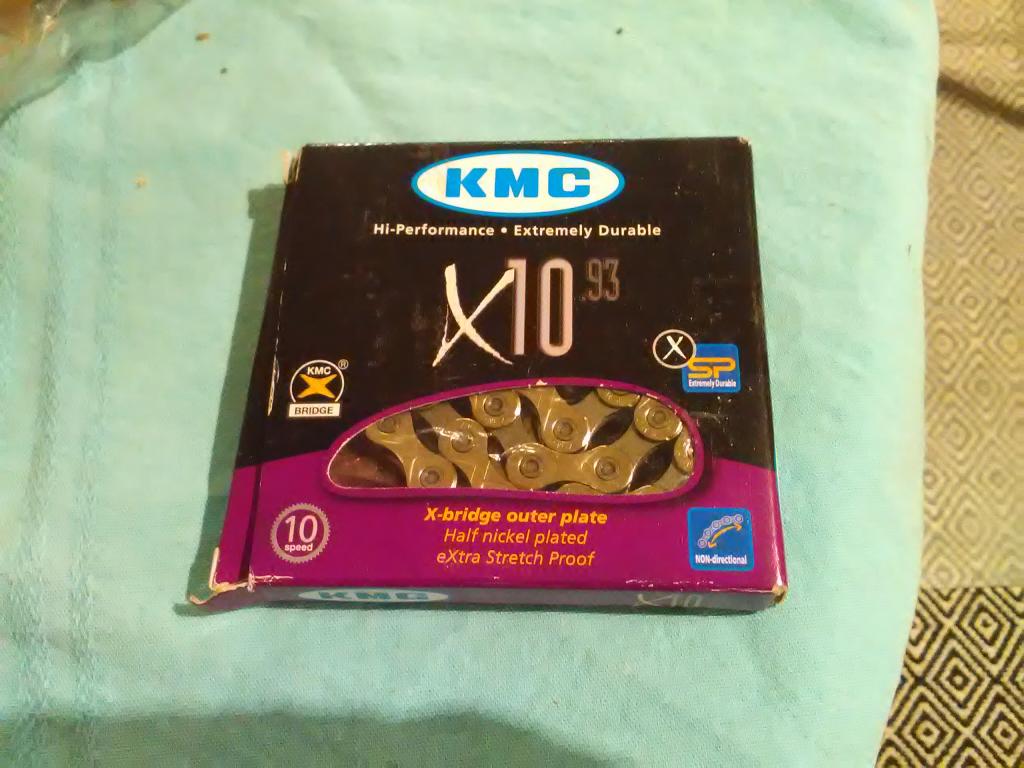 KMC
Hi-Performance • Extremely Durable
X10.93
X
SP
Extremely Durable
KMC
®
BRIDGE
10
speed
X-bridge outer plate
Half nickel plated
eXtra Stretch Proof
NON-directional
KMC
X10